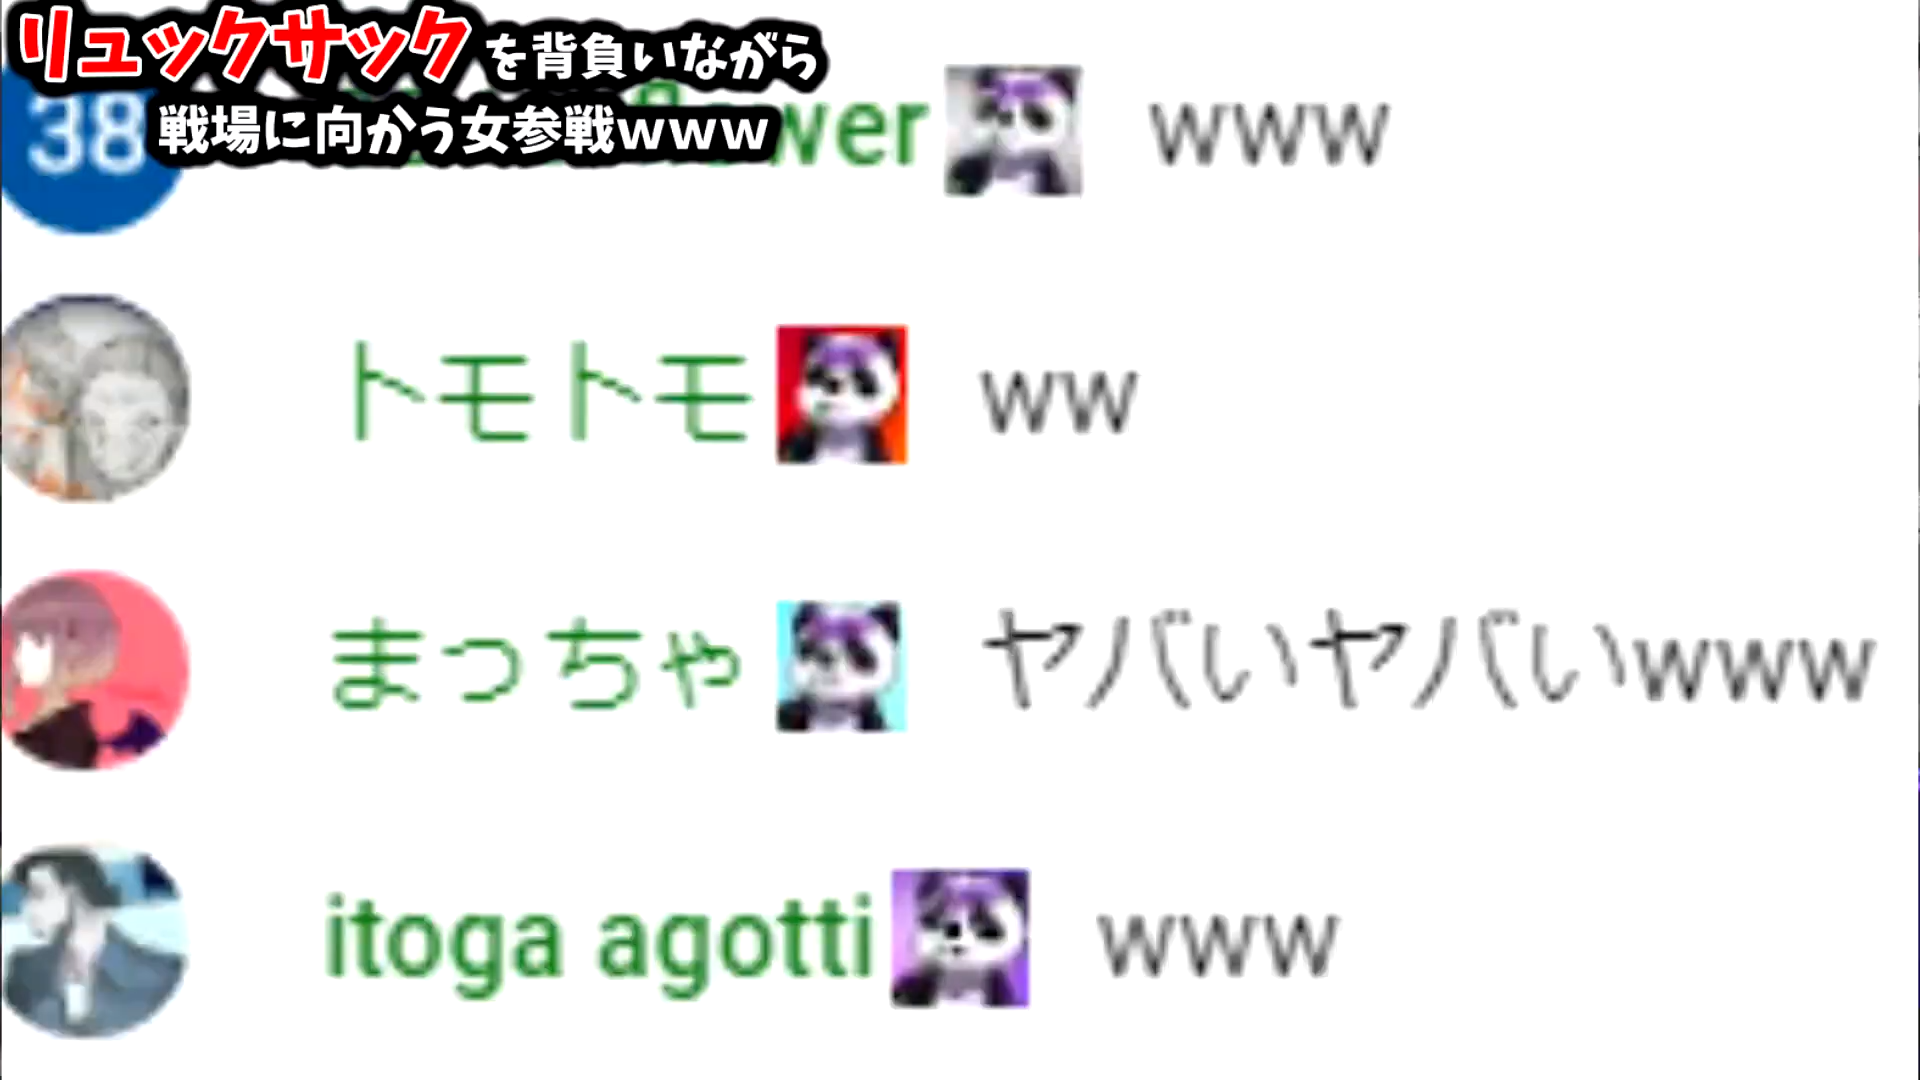 リュックサックを背負いながら
戦場に向かう女参戦www
38 wer www
トモトモ ww
まっちゃ ヤバいヤバいwww
itoga agotti www